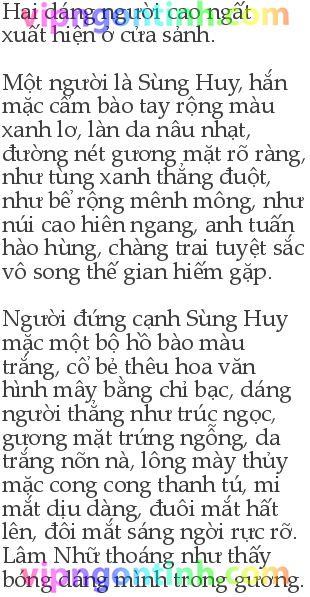 Hai dáng người cao ngất
xuất hiện ở cửa sảnh.
Một người là Sùng Huy, hắn
mặc cẩm bào tay rộng màu
xanh lơ, làn da nâu nhạt,
đường nét gương mặt rõ ràng,
như tùng xanh thẳng đuột,
như bể rộng mênh mông, như
núi cao hiên ngang, anh tuấn
hào hùng, chàng trai tuyệt sắc
vô song thế gian hiếm gặp.
Người đứng cạnh Sùng Huy
mặc một bộ hồ bào màu
trắng, cổ bẻ thêu hoa văn
hình mây bằng chỉ bạc, dáng
người thẳng như trúc ngọc,
gương mặt trứng ngỗng, da
trắng nõn nà, lông mày thủy
mặc cong cong thanh tú, mi
mắt dịu dàng, đuôi mắt hất
lên, đôi mắt sáng ngời rực rỡ.
Lâm Nhữ thoáng như thấy
bóng dáng mình trong gương.
vipngontinh.com
vipngontinh.com